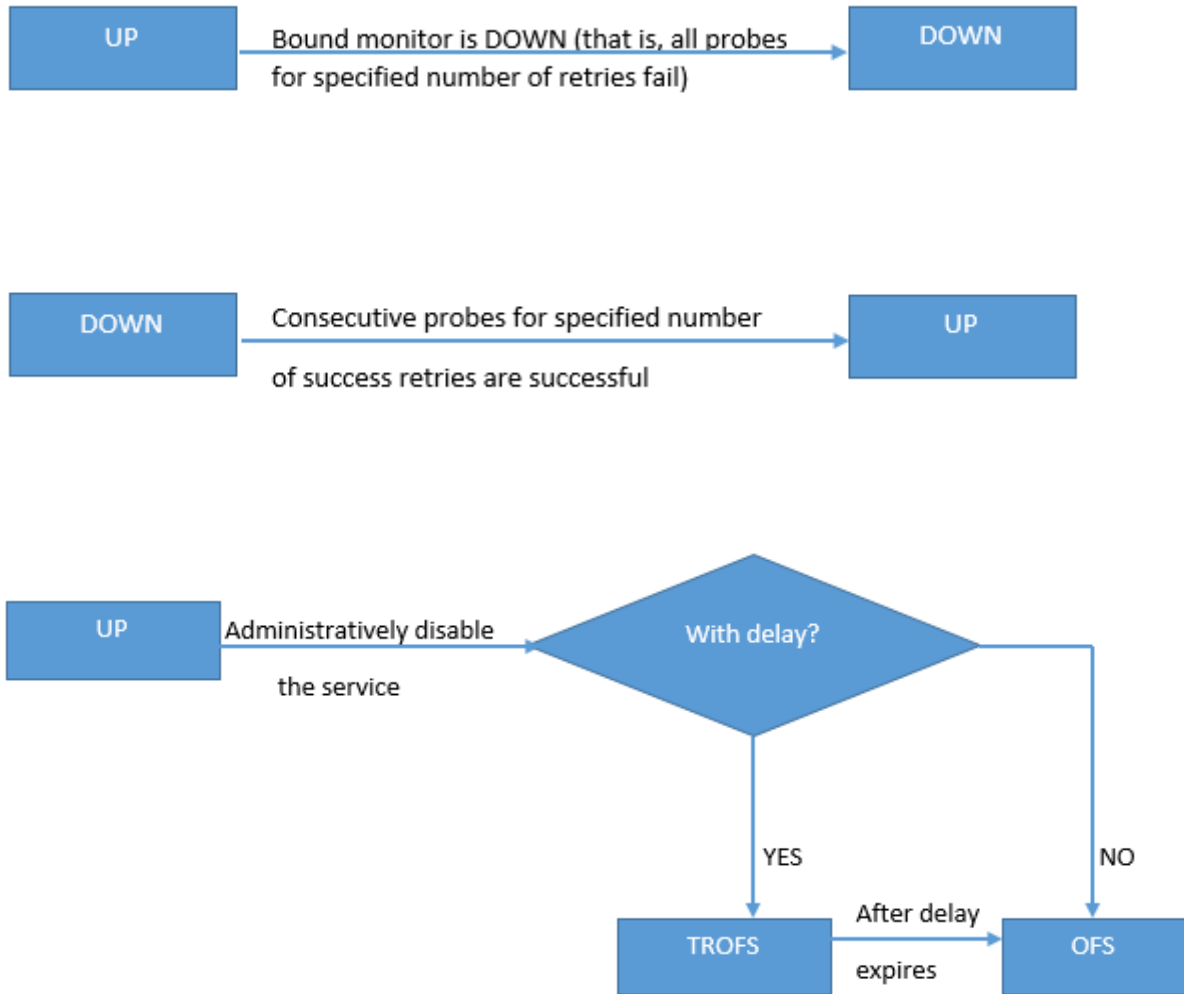 UP
Bound monitor is DOWN (that is, all probes
for specified number of retries fail)
DOWN
DOWN
Consecutive probes for specified number
of success retries are successful
UP
UP
Administratively disable
the service
With delay?
YES
NO
TROFS
After delay
expires
OFS